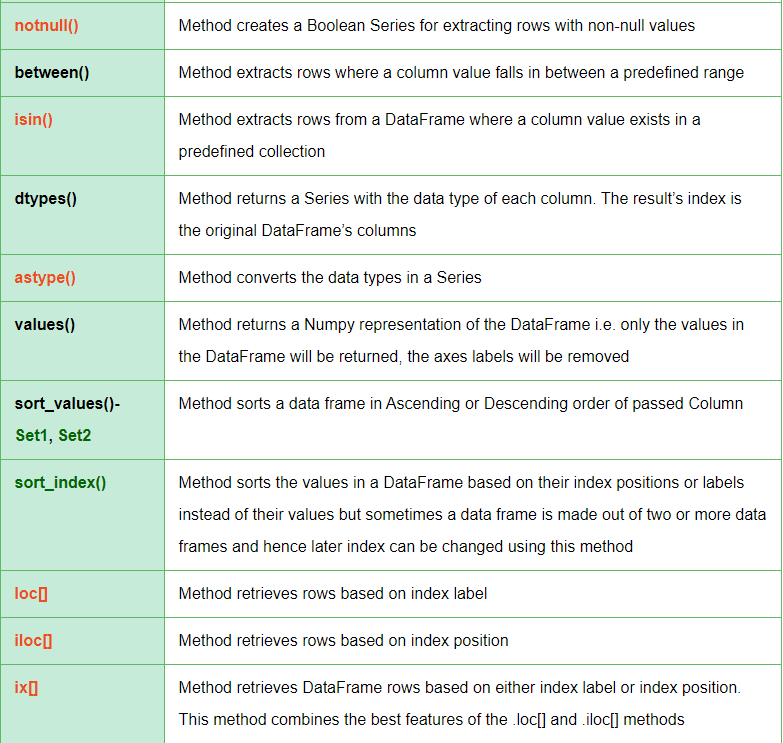 notnull() Method creates a Boolean Series for extracting rows with non-null values
between() Method extracts rows where a column value falls in between a predefined range
isin() Method extracts rows from a DataFrame where a column value exists in a
predefined collection
dtypes() Method returns a Series with the data type of each column. The result’s index is
the original DataFrame’s columns
astype() Method converts the data types in a Series
values() Method returns a Numpy representation of the DataFrame i.e. only the values in
the DataFrame will be returned, the axes labels will be removed
sort_values()- Method sorts a data frame in Ascending or Descending order of passed Column
Set1, Set2
sort_index() Method sorts the values in a DataFrame based on their index positions or labels
instead of their values but sometimes a data frame is made out of two or more data
frames and hence later index can be changed using this method
loc[] Method retrieves rows based on index label
iloc[] Method retrieves rows based on index position
ix[] Method retrieves DataFrame rows based on either index label or index position.
This method combines the best features of the .loc[] and .iloc[] methods